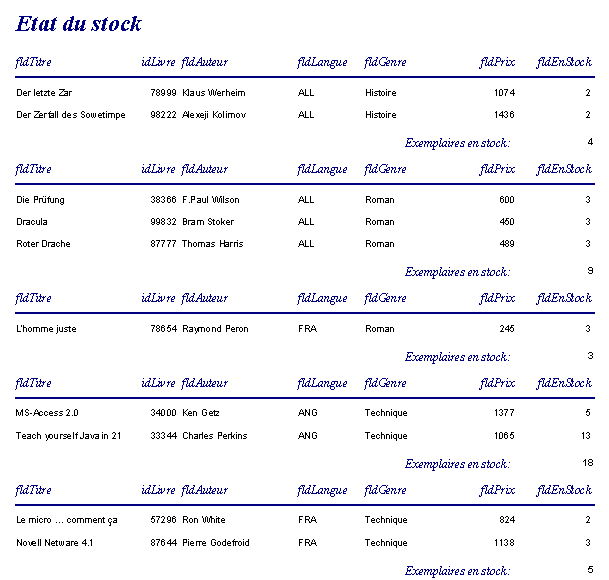 Etat du stock
fldTitre idLivre fldAuteur fldLangue fldGenre fldPrix fldEnStock
Der letzte Zar 78999 Klaus Werheim ALL Histoire 1074 2
Der Zerfall des Sowetimpe 98222 Alexeji Kolimov ALL Histoire 1436 2
Exemplaires en stock: 4
fldTitre idLivre fldAuteur fldLangue fldGenre fldPrix fldEnStock
Die Prüfung 38366 F.Paul Wilson ALL Roman 600 3
Dracula 99832 Bram Stoker ALL Roman 450 3
Roter Drache 87777 Thomas Harris ALL Roman 489 3
Exemplaires en stock: 9
fldTitre idLivre fldAuteur fldLangue fldGenre fldPrix fldEnStock
L'homme juste 78654 Raymond Peron FRA Roman 245 3
Exemplaires en stock: 3
fldTitre idLivre fldAuteur fldLangue fldGenre fldPrix fldEnStock
MS-Access 2.0 34000 Ken Getz ANG Technique 1377 5
Teach yourself Java in 21 33344 Charles Perkins ANG Technique 1065 13
Exemplaires en stock: 18
fldTitre idLivre fldAuteur fldLangue fldGenre fldPrix fldEnStock
Le micro ... comment ça 57296 Ron White FRA Technique 824 2
Novell Netware 4.1 87644 Pierre Godefroid FRA Technique 1138 3
Exemplaires en stock: 5